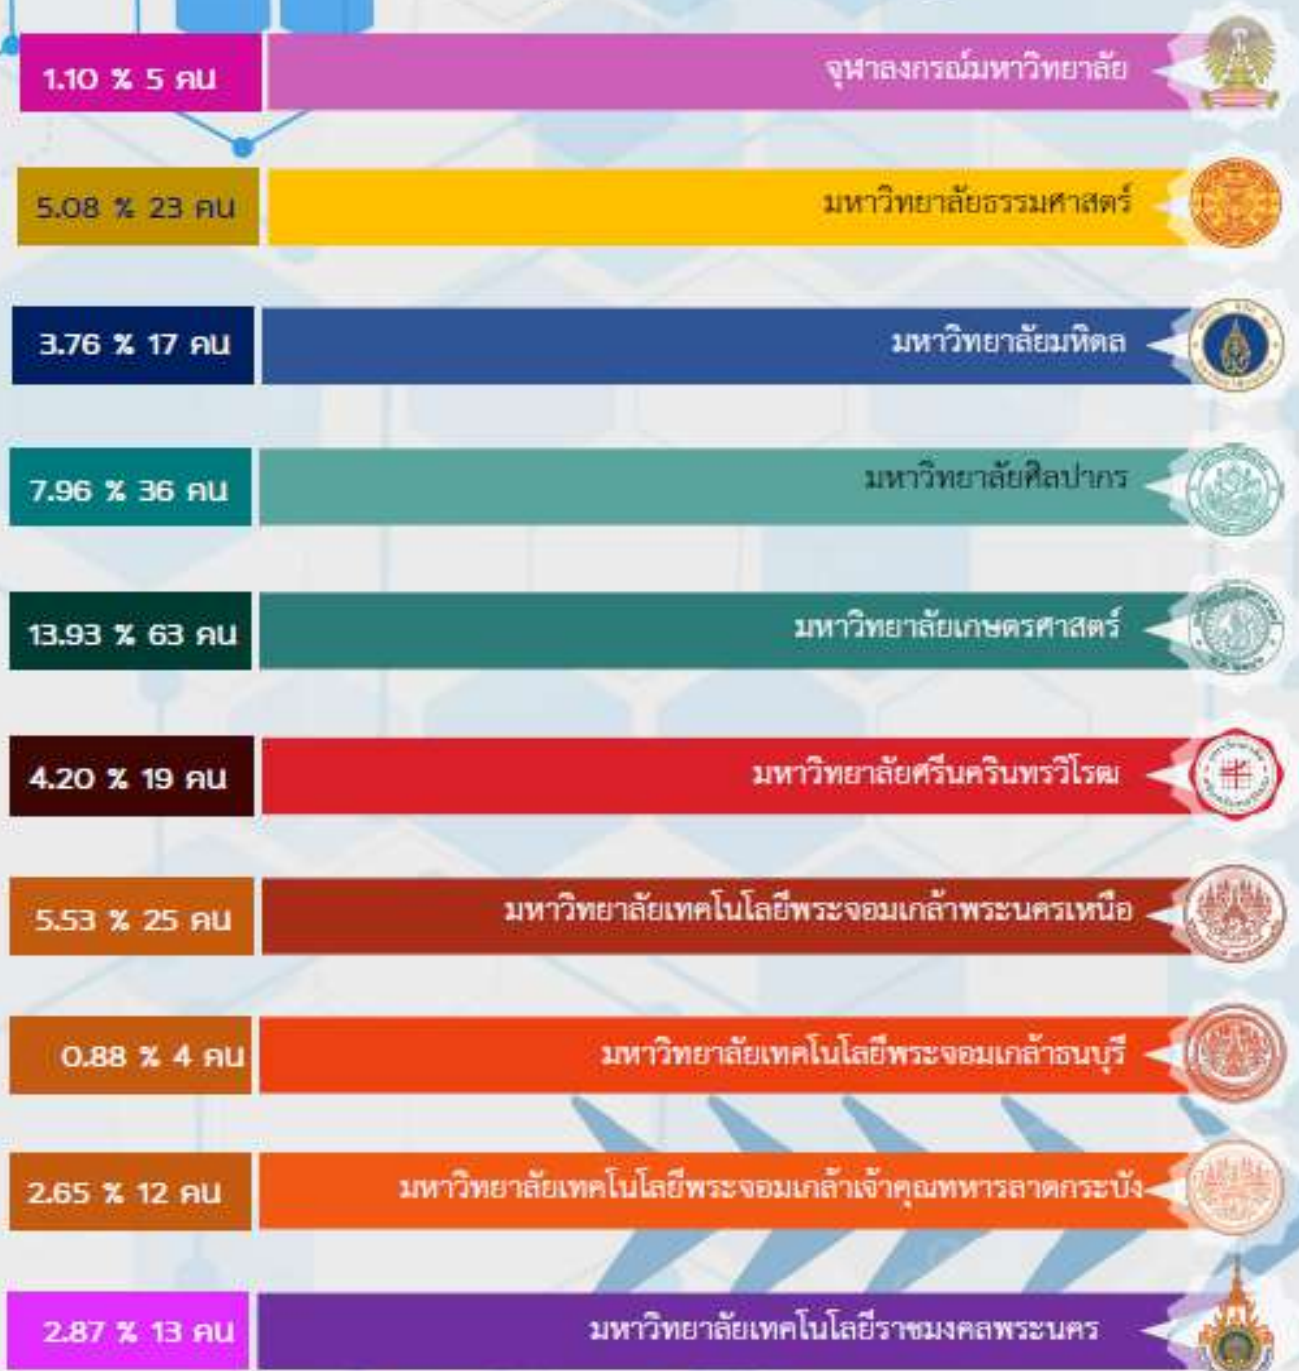 1.10 % 5 คน จุฬาลงกรณ์มหาวิทยาลัย
5.08 % 23 คน มหาวิทยาลัยธรรมศาสตร์
3.76 % 17 คน มหาวิทยาลัยมหิดล
7.96 % 36 คน มหาวิทยาลัยศิลปากร
13.93 % 63 คน มหาวิทยาลัยเกษตรศาสตร์
4.20 % 19 คน มหาวิทยาลัยศรีนครินทรวิโรฒ
5.53 % 25 คน มหาวิทยาลัยเทคโนโลยีพระจอมเกล้าพระนครเหนือ
0.88 % 4 คน มหาวิทยาลัยเทคโนโลยีพระจอมเกล้าธนบุรี
2.65 % 12 คน มหาวิทยาลัยเทคโนโลยีพระจอมเกล้าเจ้าคุณทหารลาดกระบัง
2.87 % 13 คน มหาวิทยาลัยเทคโนโลยีราชมงคลพระนคร